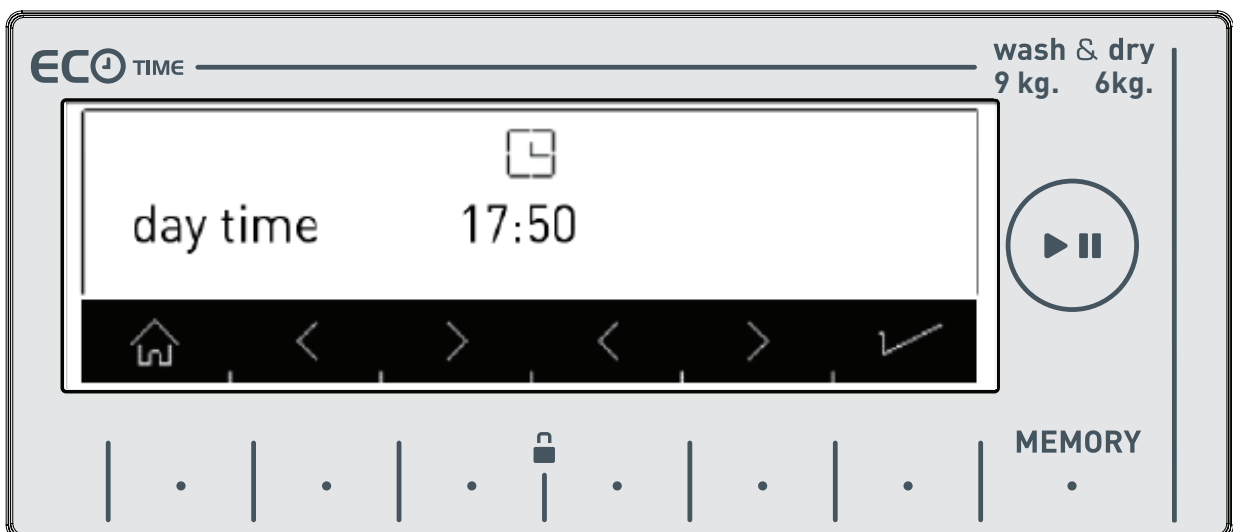 ECO TIME
wash & dry
9 kg. 6kg.
day time 17:50
MEMORY